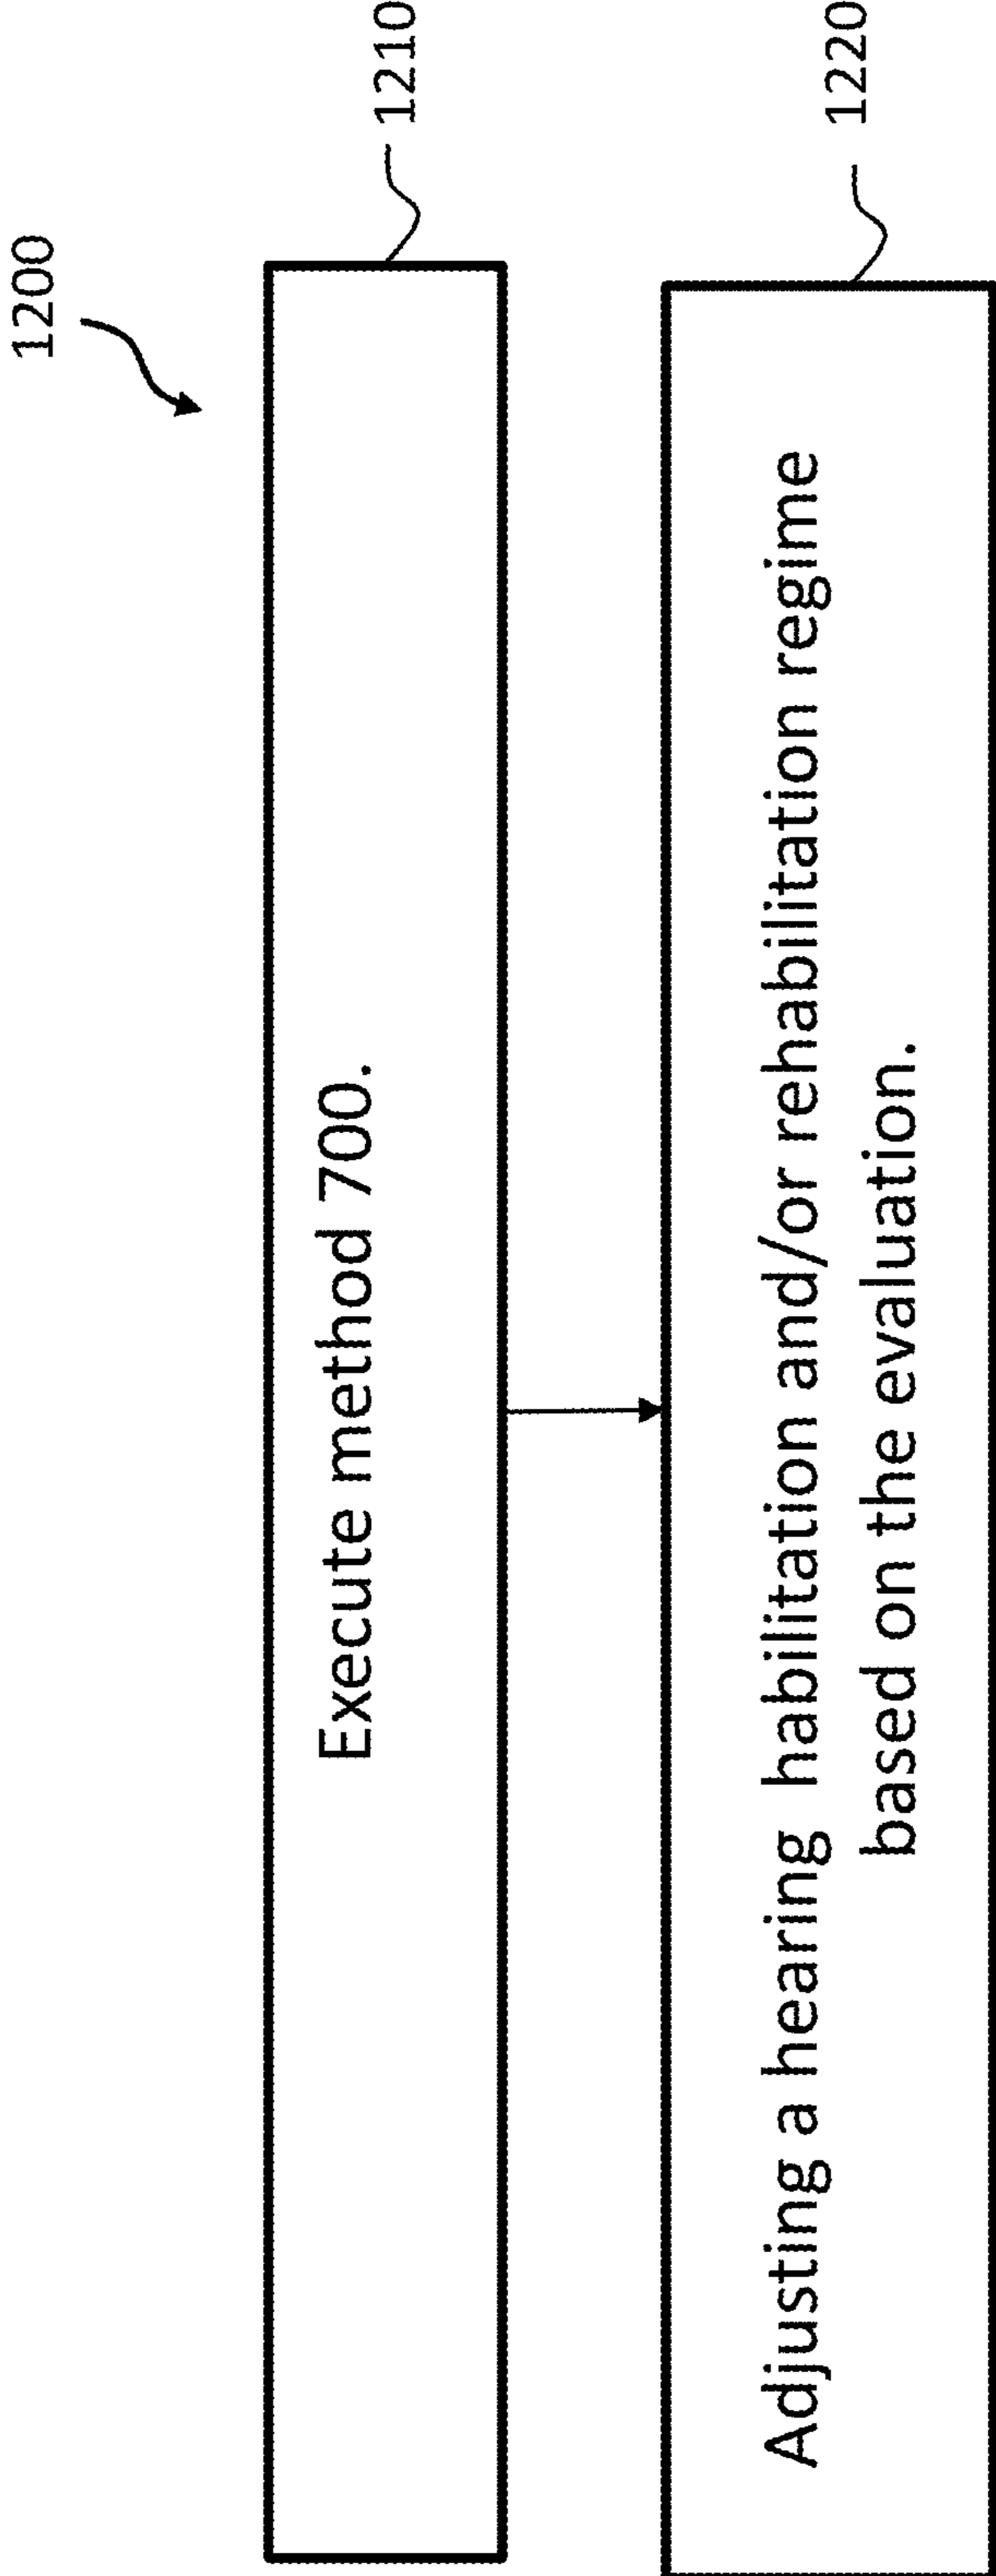 1200
Execute method 700.
1210
Adjusting a hearing habilitation and/or rehabilitation regime
based on the evaluation.
1220